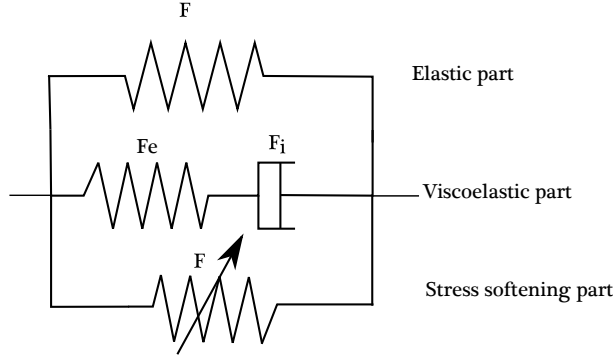 F
Elastic part
Fe
Fi
Viscoelastic part
F
Stress softening part